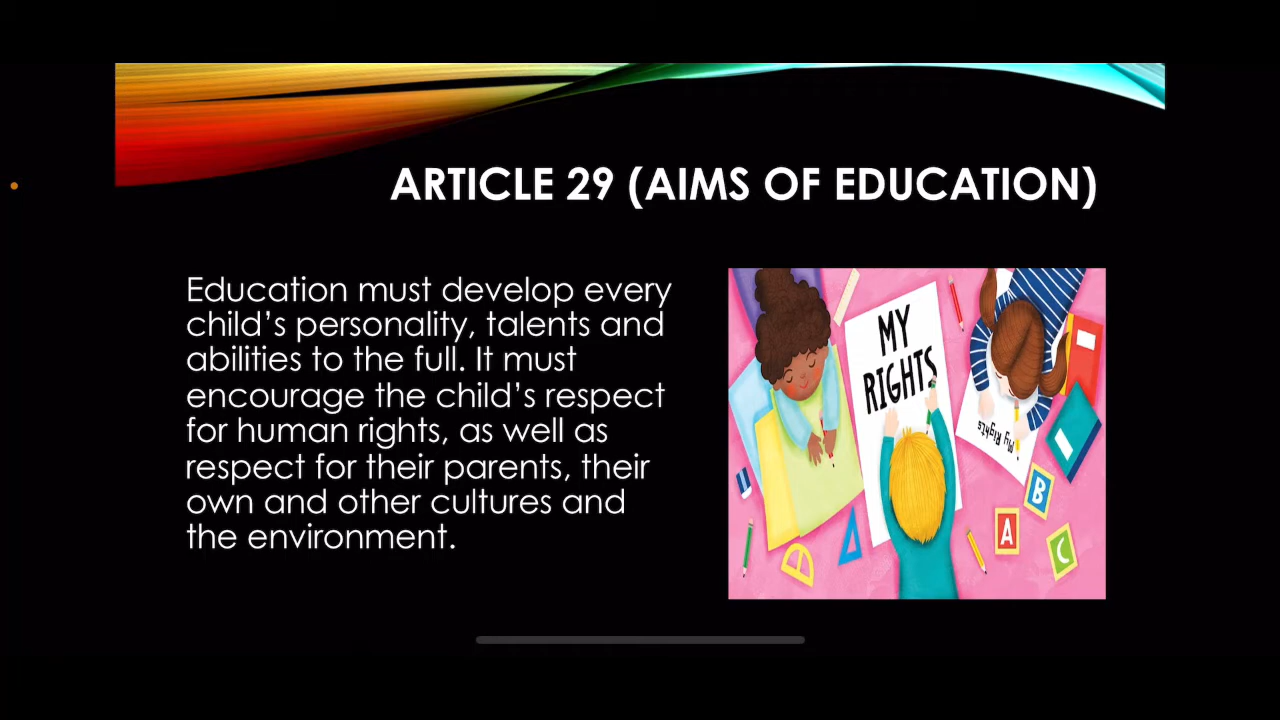 ARTICLE 29 (AIMS OF EDUCATION)
Education must develop every
child's personality, talents and
abilities to the full. It must
encourage the child's respect
for human rights, as well as
respect for their parents, their
own and other cultures and
the environment.
MY
RIGHTS
My Rights
B
A
C